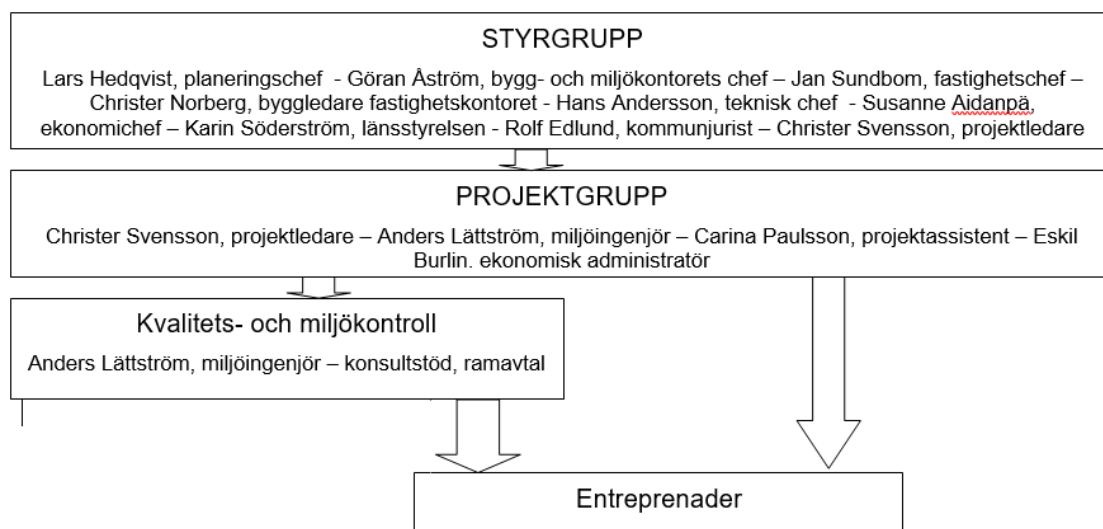 STYRGRUPP
Lars Hedqvist, planeringschef - Göran Åström, bygg- och miljökontorets chef – Jan Sundbom, fastighetschef –
Christer Norberg, byggledare fastighetskontoret - Hans Andersson, teknisk chef - Susanne Aidanpä,
ekonomichef – Karin Söderström, länsstyrelsen - Rolf Edlund, kommunjurist – Christer Svensson, projektledare
PROJEKTGRUPP
Christer Svensson, projektledare – Anders Lättström, miljöingenjör – Carina Paulsson, projektassistent – Eskil
Burlin. ekonomisk administratör
Kvalitets- och miljökontroll
Anders Lättström, miljöingenjör – konsultstöd, ramavtal
Entreprenader